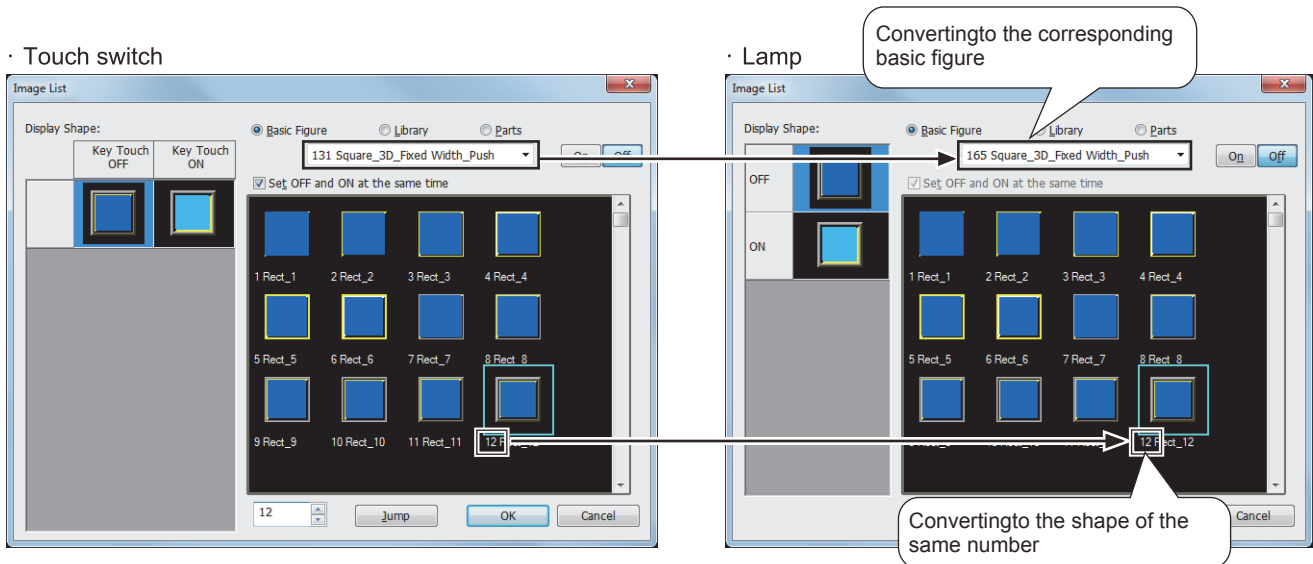 Convertingto the corresponding
basic figure
· Touch switch
· Lamp
Image List
Display Shape:
Basic Figure
Library
Parts
Key Touch
OFF
Key Touch
ON
131 Square_3D_Fixed Width_Push
On
Off
Set OFF and ON at the same time
1 Rect_1
2 Rect_2
3 Rect_3
4 Rect_4
5 Rect_5
6 Rect_6
7 Rect_7
8 Rect_8
9 Rect_9
10 Rect_10
11 Rect_11
12 Rect_12
12
Jump
OK
Cancel
Image List
Display Shape:
Basic Figure
Library
Parts
165 Square_3D_Fixed Width_Push
On
Off
OFF
Set OFF and ON at the same time
ON
1 Rect_1
2 Rect_2
3 Rect_3
4 Rect_4
5 Rect_5
6 Rect_6
7 Rect_7
8 Rect_8
12 Rect_12
Convertingto the shape of the
same number
Cancel